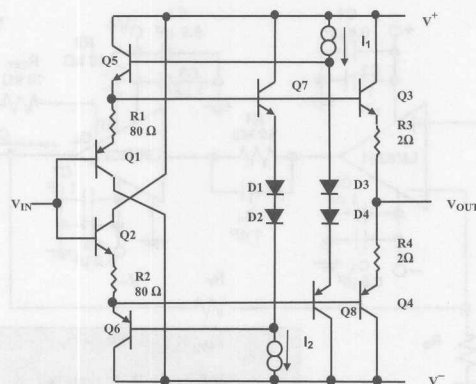 V+
I1
Q5
Q7
Q3
R1
80 Ω
R3
2Ω
Q1
D1
D3
VIN
VOUT
D2
D4
Q2
R4
2Ω
R2
80 Ω
Q8
Q4
Q6
I2
V−